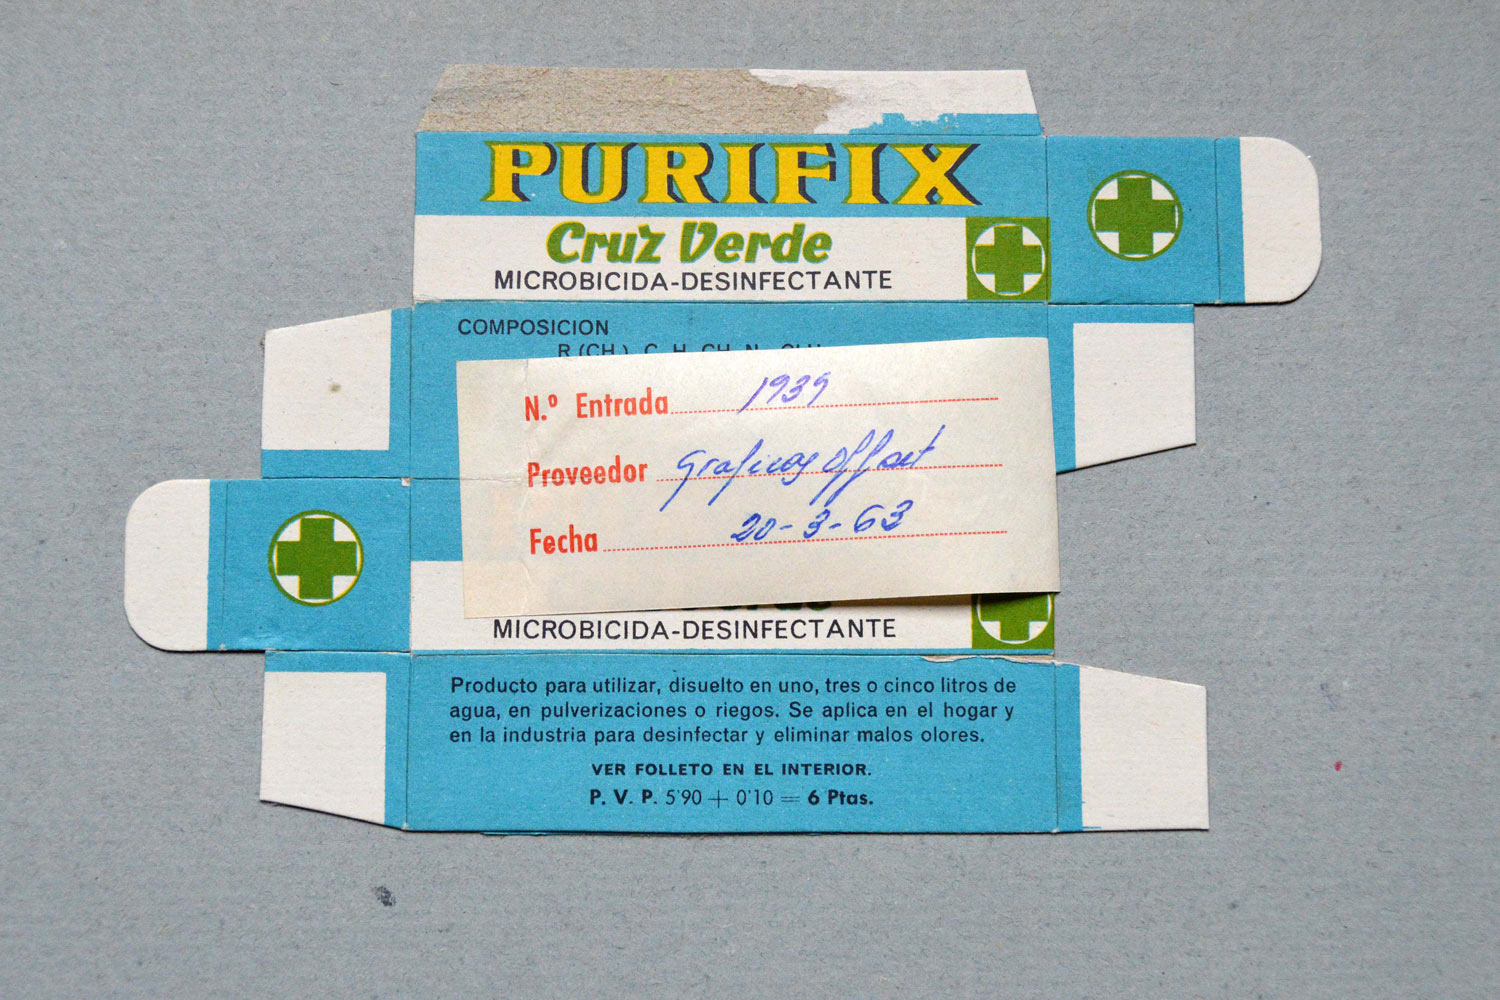 PURIFIX
Cruz Verde
MICROBICIDA-DESINFECTANTE
COMPOSICION
N.º Entrada 1939
Proveedor Graficas Offset
Fecha 20-3-63
MICROBICIDA-DESINFECTANTE
Producto para utilizar, disuelto en uno, tres o cinco litros de
agua, en pulverizaciones o riegos. Se aplica en el hogar y
en la industria para desinfectar y eliminar malos olores.
VER FOLLETO EN EL INTERIOR.
P. V. P. 5'90 + 0'10 = 6 Ptas.